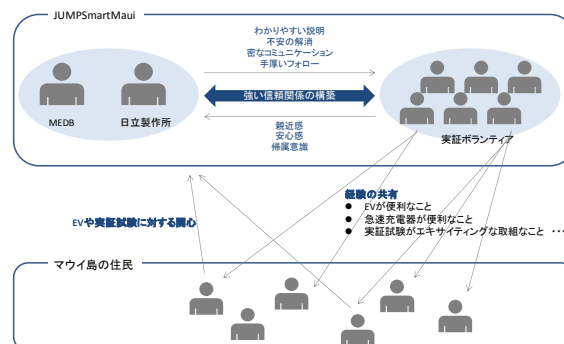 JUMPSmartMaui
わかりやすい説明
不安の解消
密なコミュニケーション
手厚いフォロー
強い信頼関係の構築
MEDB
日立製作所
親近感
安心感
帰属意識
実証ボランティア
経験の共有
● EVが便利なこと
● 急速充電器が便利なこと
● 実証試験がエキサイティングな取組なこと ・・・
EVや実証試験に対する関心
マウイ島の住民